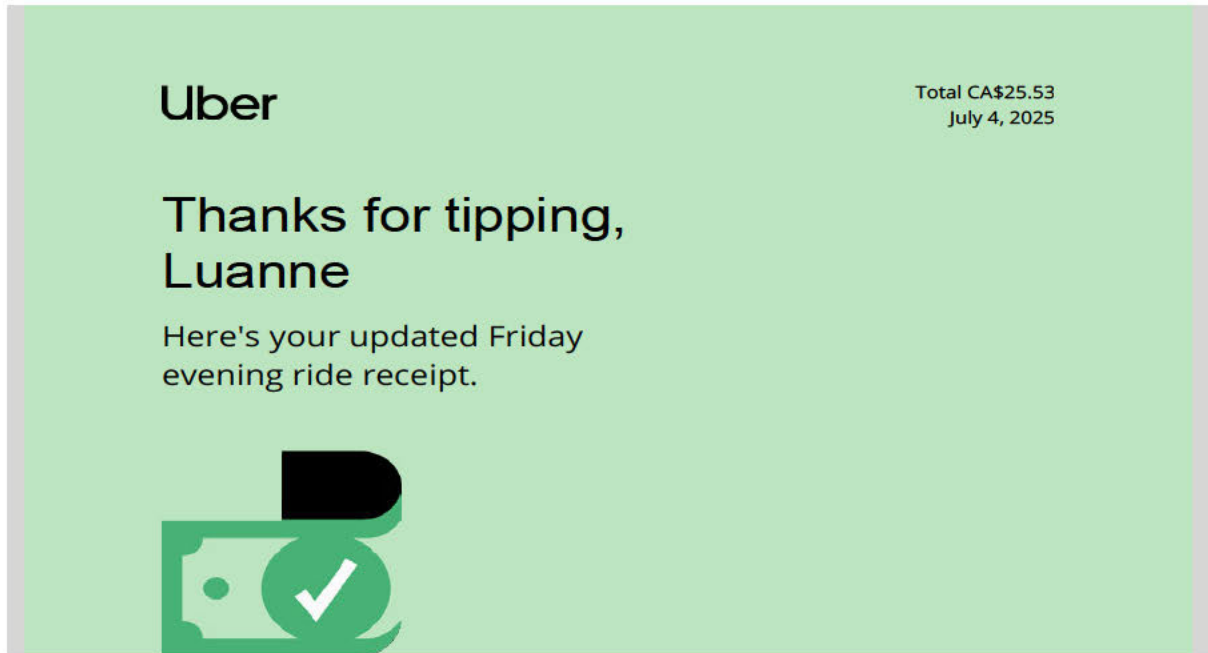 Uber
Total CA$25.53
July 4, 2025
Thanks for tipping,
Luanne
Here's your updated Friday
evening ride receipt.